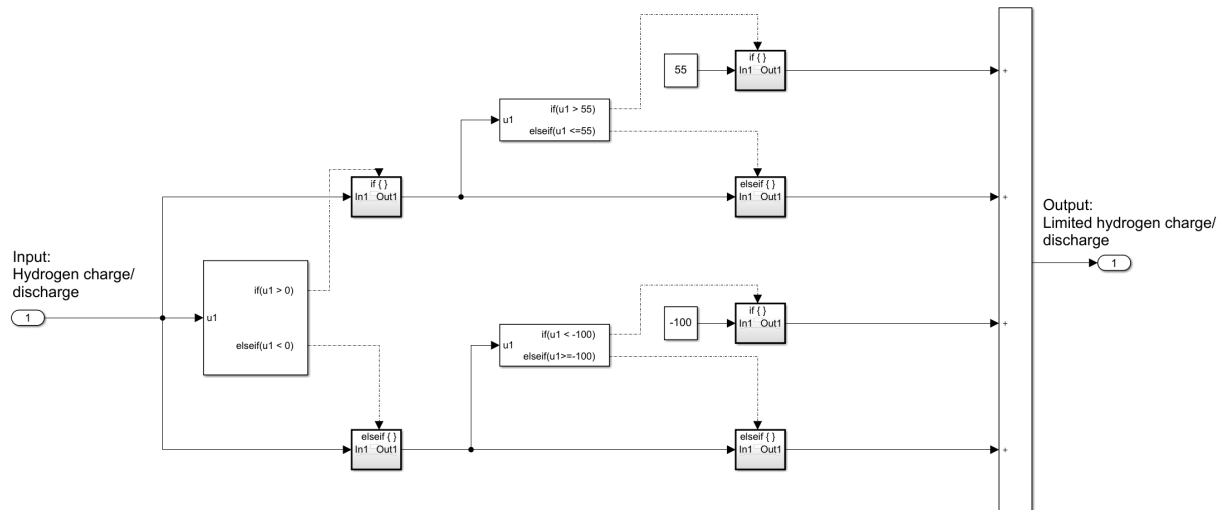 if { }
55
In1 Out1
+
if(u1 > 55)
u1
elseif(u1 <=55)
if { }
In1 Out1
elseif { }
In1 Out1
+
Output:
Limited hydrogen charge/
discharge
1
Input:
Hydrogen charge/
discharge
1
if(u1 > 0)
u1
elseif(u1 < 0)
if { }
-100
In1 Out1
+
if(u1 < -100)
u1
elseif(u1>=-100)
elseif { }
In1 Out1
elseif { }
In1 Out1
+